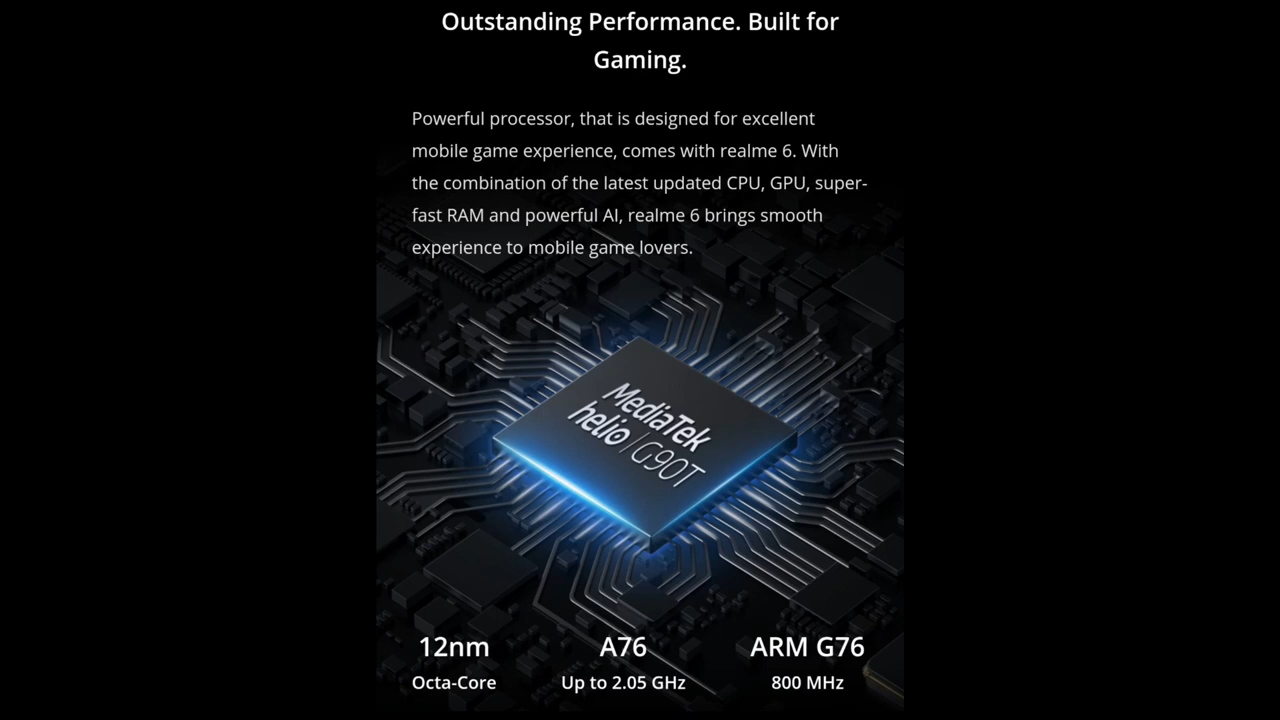 Outstanding Performance. Built for
Gaming.
Powerful processor, that is designed for excellent
mobile game experience, comes with realme 6. With
the combination of the latest updated CPU, GPU, super-
fast RAM and powerful AI, realme 6 brings smooth
experience to mobile game lovers.
MediaTek
helio | G90T
12nm
Octa-Core
A76
Up to 2.05 GHz
ARM G76
800 MHz